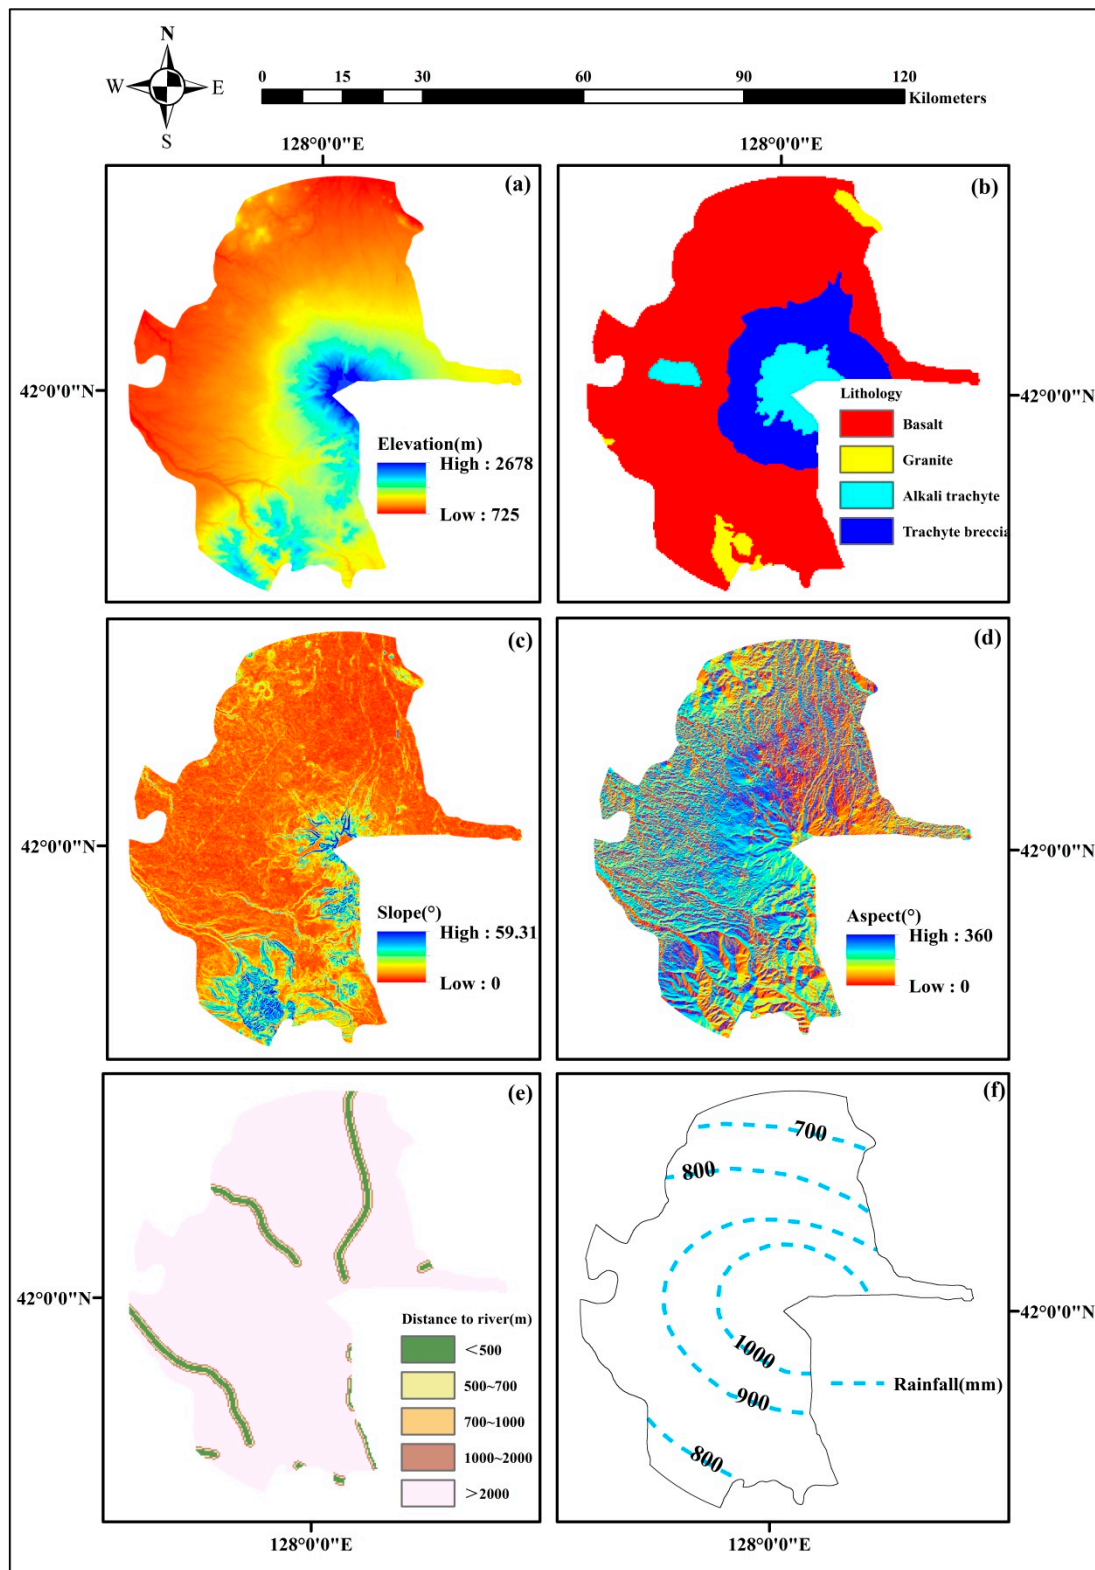 N
W E
S
0 15 30 60 90 120
Kilometers
128°0'0"E 128°0'0"E
(a)
42°0'0"N
Elevation(m)
High : 2678
Low : 725
(b)
42°0'0"N
Lithology
Basalt
Granite
Alkali trachyte
Trachyte breccia
(c)
42°0'0"N
Slope(°)
High : 59.31
Low : 0
(d)
42°0'0"N
Aspect(°)
High : 360
Low : 0
(e)
42°0'0"N
Distance to river(m)
<500
500~700
700~1000
1000~2000
>2000
(f)
700
800
42°0'0"N
1000
900
800
Rainfall(mm)
128°0'0"E 128°0'0"E